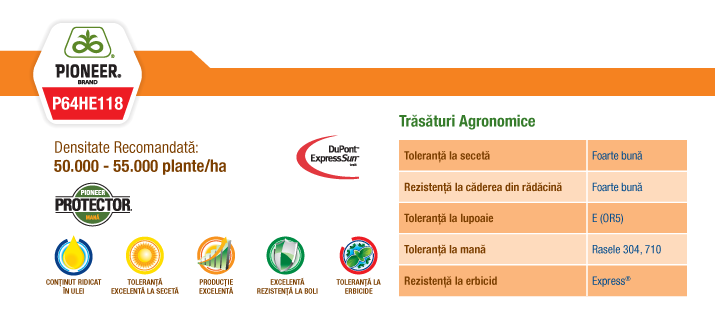 PIONEER®
BRAND
P64HE118
Densitate Recomandată:
50.000 - 55.000 plante/ha
DuPont™
ExpressSun®
PIONEER
PROTECTOR
MANĂ
CONȚINUT RIDICAT
ÎN ULEI
TOLERANȚĂ
EXCELENTĂ LA SECETĂ
PRODUCȚIE
EXCELENTĂ
EXCELENTĂ
REZISTENȚĂ LA BOLI
TOLERANȚĂ LA
ERBICIDE
Trăsături Agronomice
Toleranță la secetă Foarte bună
Rezistență la căderea din rădăcină Foarte bună
Toleranță la lupoaie E (OR5)
Toleranță la mană Rasele 304, 710
Rezistență la erbicid Express®